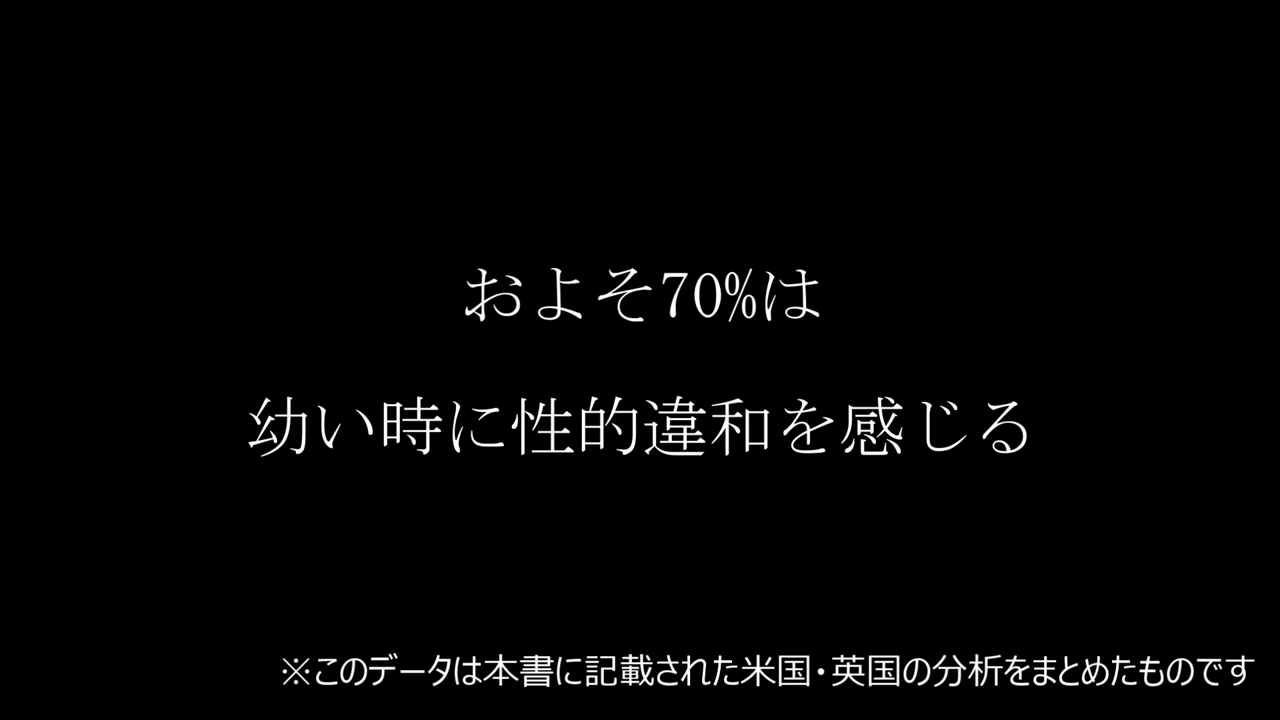 およそ70%は
幼い時に性的違和を感じる
※このデータは本書に記載された米国・英国の分析をまとめたものです